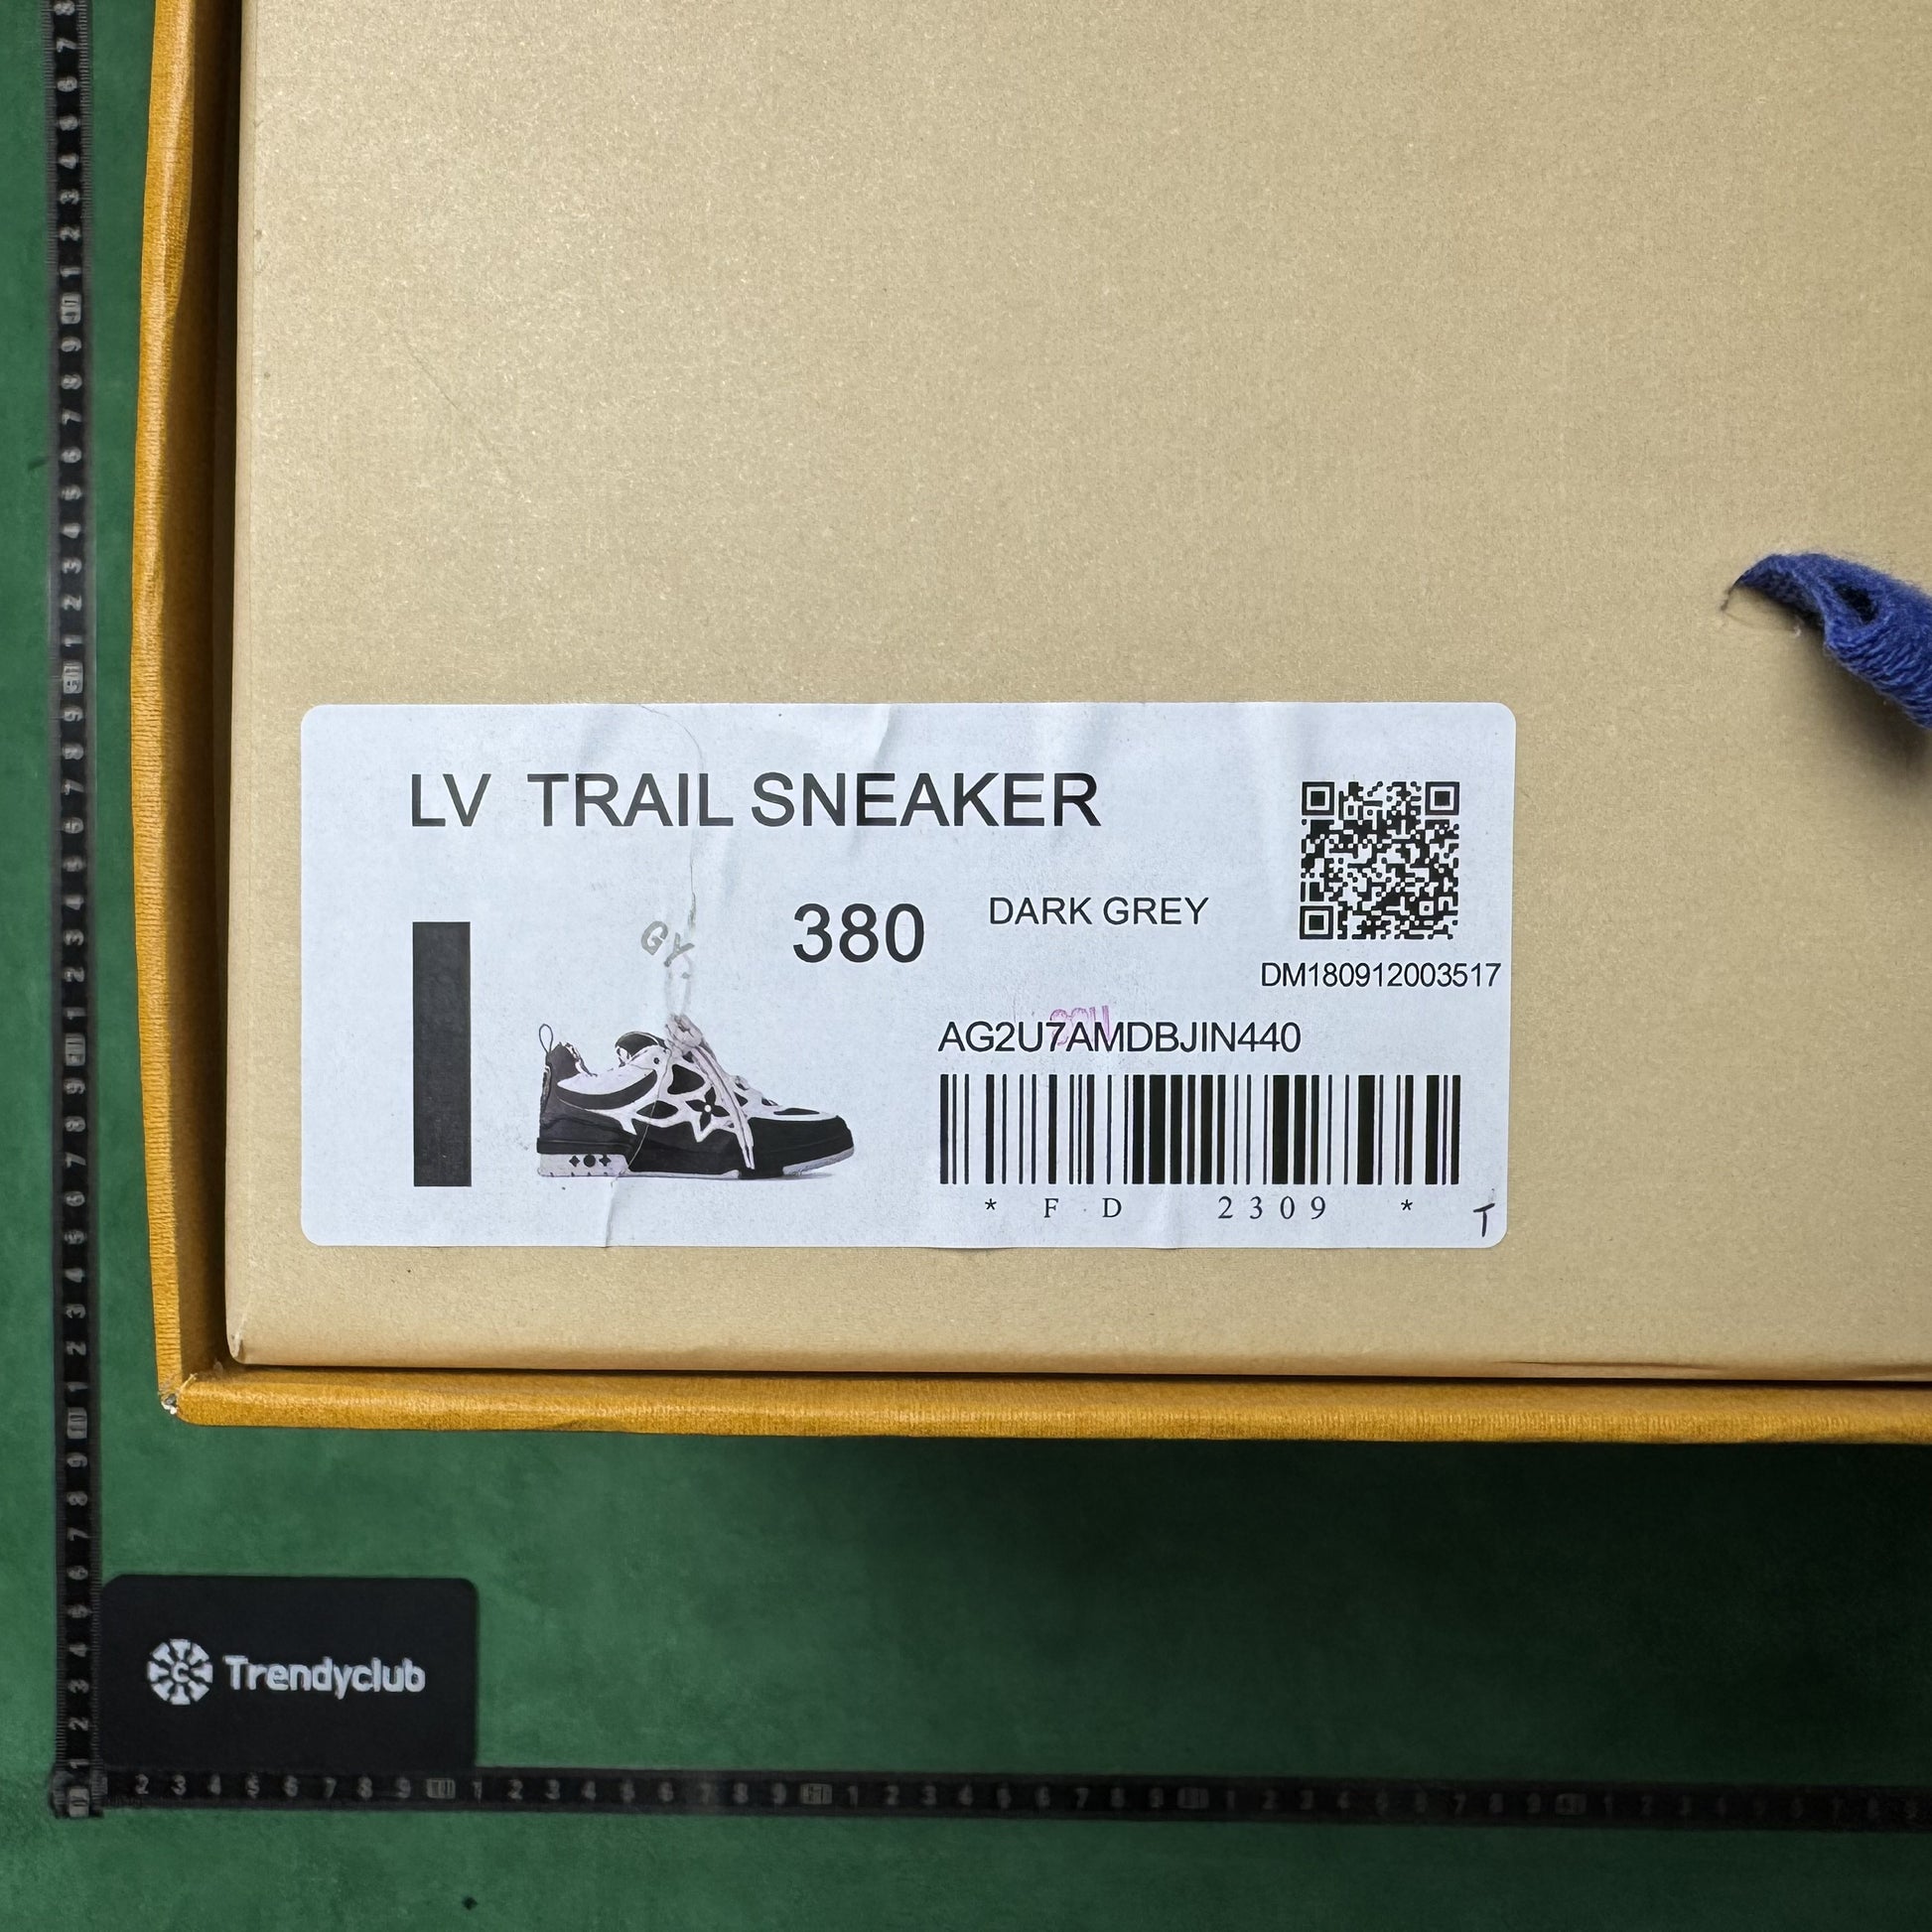 LV TRAIL SNEAKER
380
DARK GREY
DM180912003517
GY.
AG2U7AMDBJIN440
* F D 2309 *
T
Trendyclub